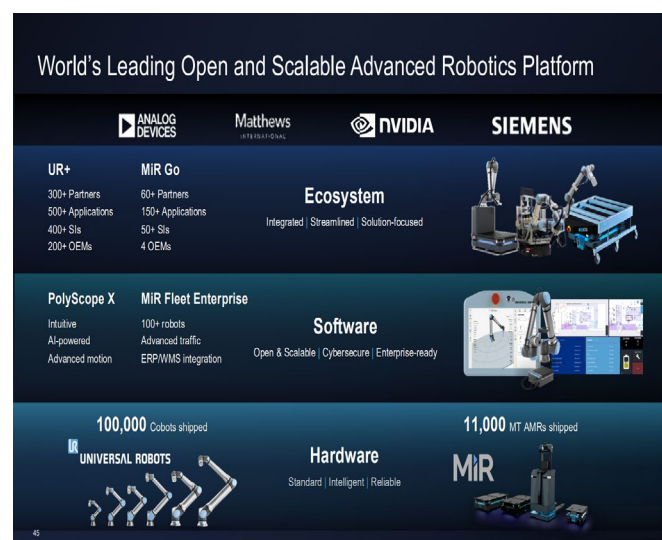 World's Leading Open and Scalable Advanced Robotics Platform
ANALOG
DEVICES
Matthews
INTERNATIONAL
NVIDIA
SIEMENS
UR+
300+ Partners
500+ Applications
400+ SIs
200+ OEMs
MiR Go
60+ Partners
150+ Applications
50+ SIs
4 OEMs
Ecosystem
Integrated | Streamlined | Solution-focused
PolyScope X
Intuitive
AI-powered
Advanced motion
MiR Fleet Enterprise
100+ robots
Advanced traffic
ERP/WMS integration
Software
Open & Scalable | Cybersecure | Enterprise-ready
100,000 Cobots shipped
UR
UNIVERSAL ROBOTS
Hardware
Standard | Intelligent | Reliable
11,000 MT AMRs shipped
MiR
45